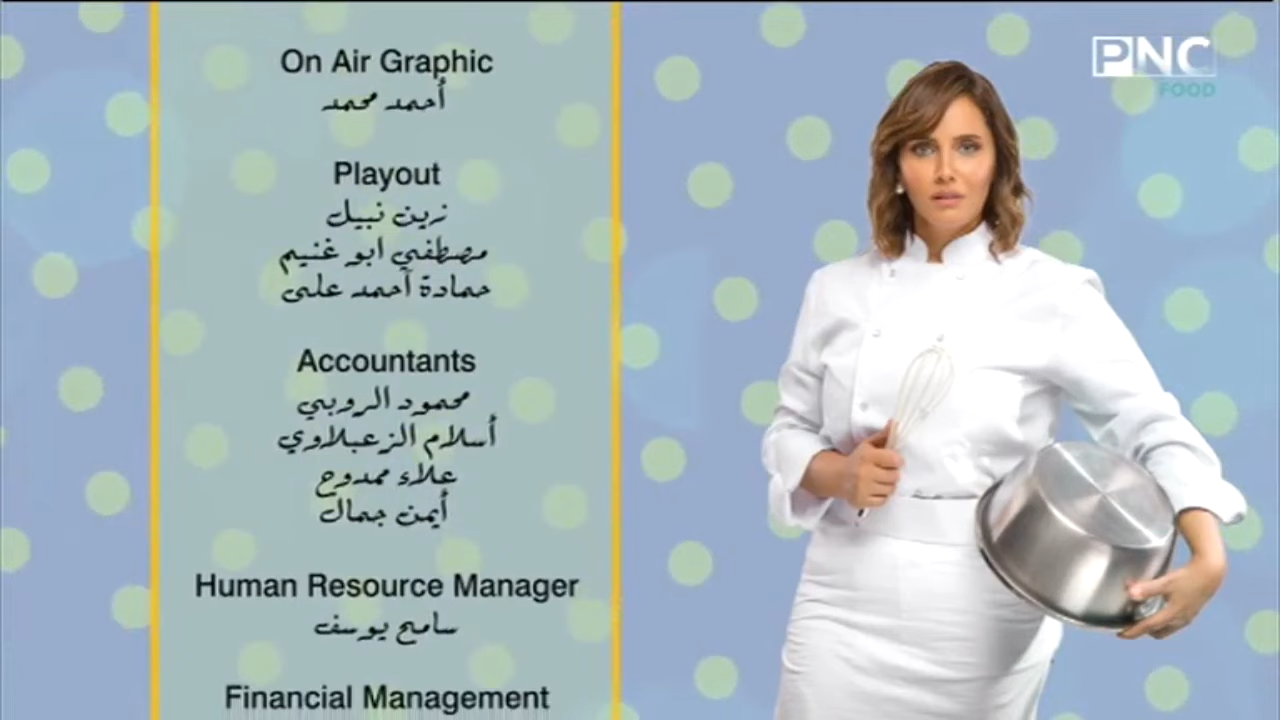 On Air Graphic
أحمد محمد
Playout
زين نبيل
مصطفي ابو غنيم
حمادة أحمد على
Accountants
محمود الروبي
أسلام الزعبلاوي
علاء ممدوح
أيمن جمال
Human Resource Manager
سامح يوسف
Financial Management
PNC
FOOD